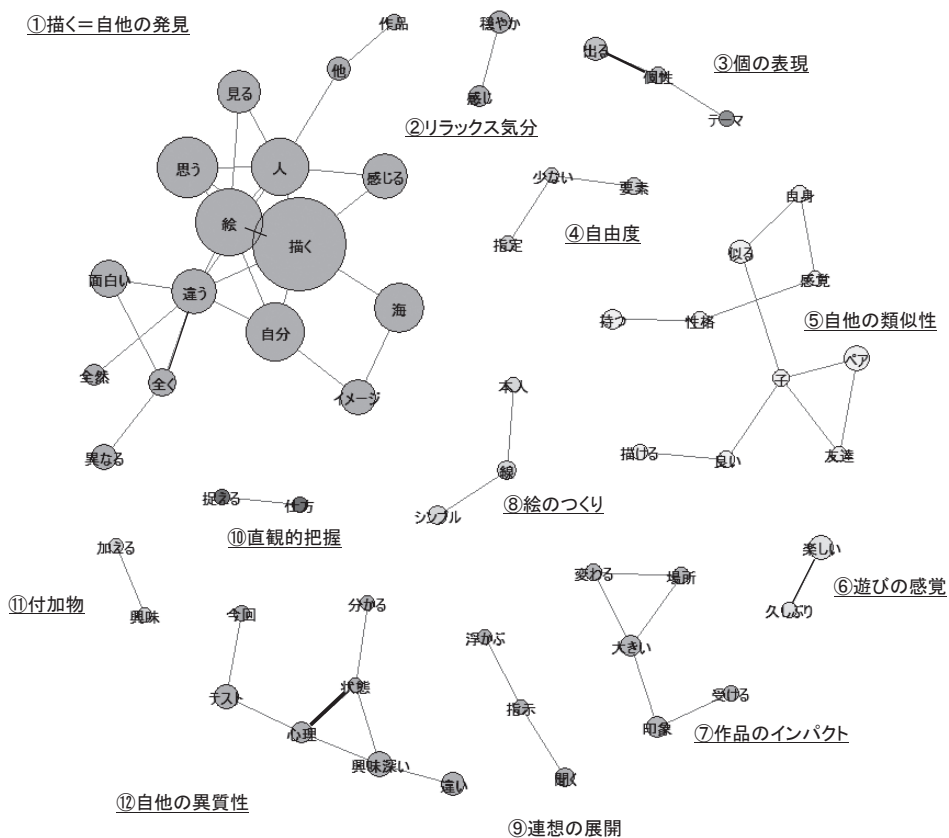 ①描く＝自他の発見
作品
他
見る
思う
人
感じる
絵
描く
面白い
違う
自分
海
全然
全く
イメージ
異なる
穏やか
感じ
②リラックス気分
出る
個性
テーマ
③個の表現
少ない
要素
指定
④自由度
自身
似る
感覚
持つ
性格
⑤自他の類似性
子
ペア
描ける
良い
友達
本人
線
シンプル
⑧絵のつくり
捉える
仕方
⑩直観的把握
加える
興味
⑪付加物
楽しい
久しぶり
⑥遊びの感覚
変わる
場所
大きい
受ける
印象
⑦作品のインパクト
今回
分かる
テスト
状態
心理
興味深い
違い
⑫自他の異質性
浮かぶ
指示
聞く
⑨連想の展開